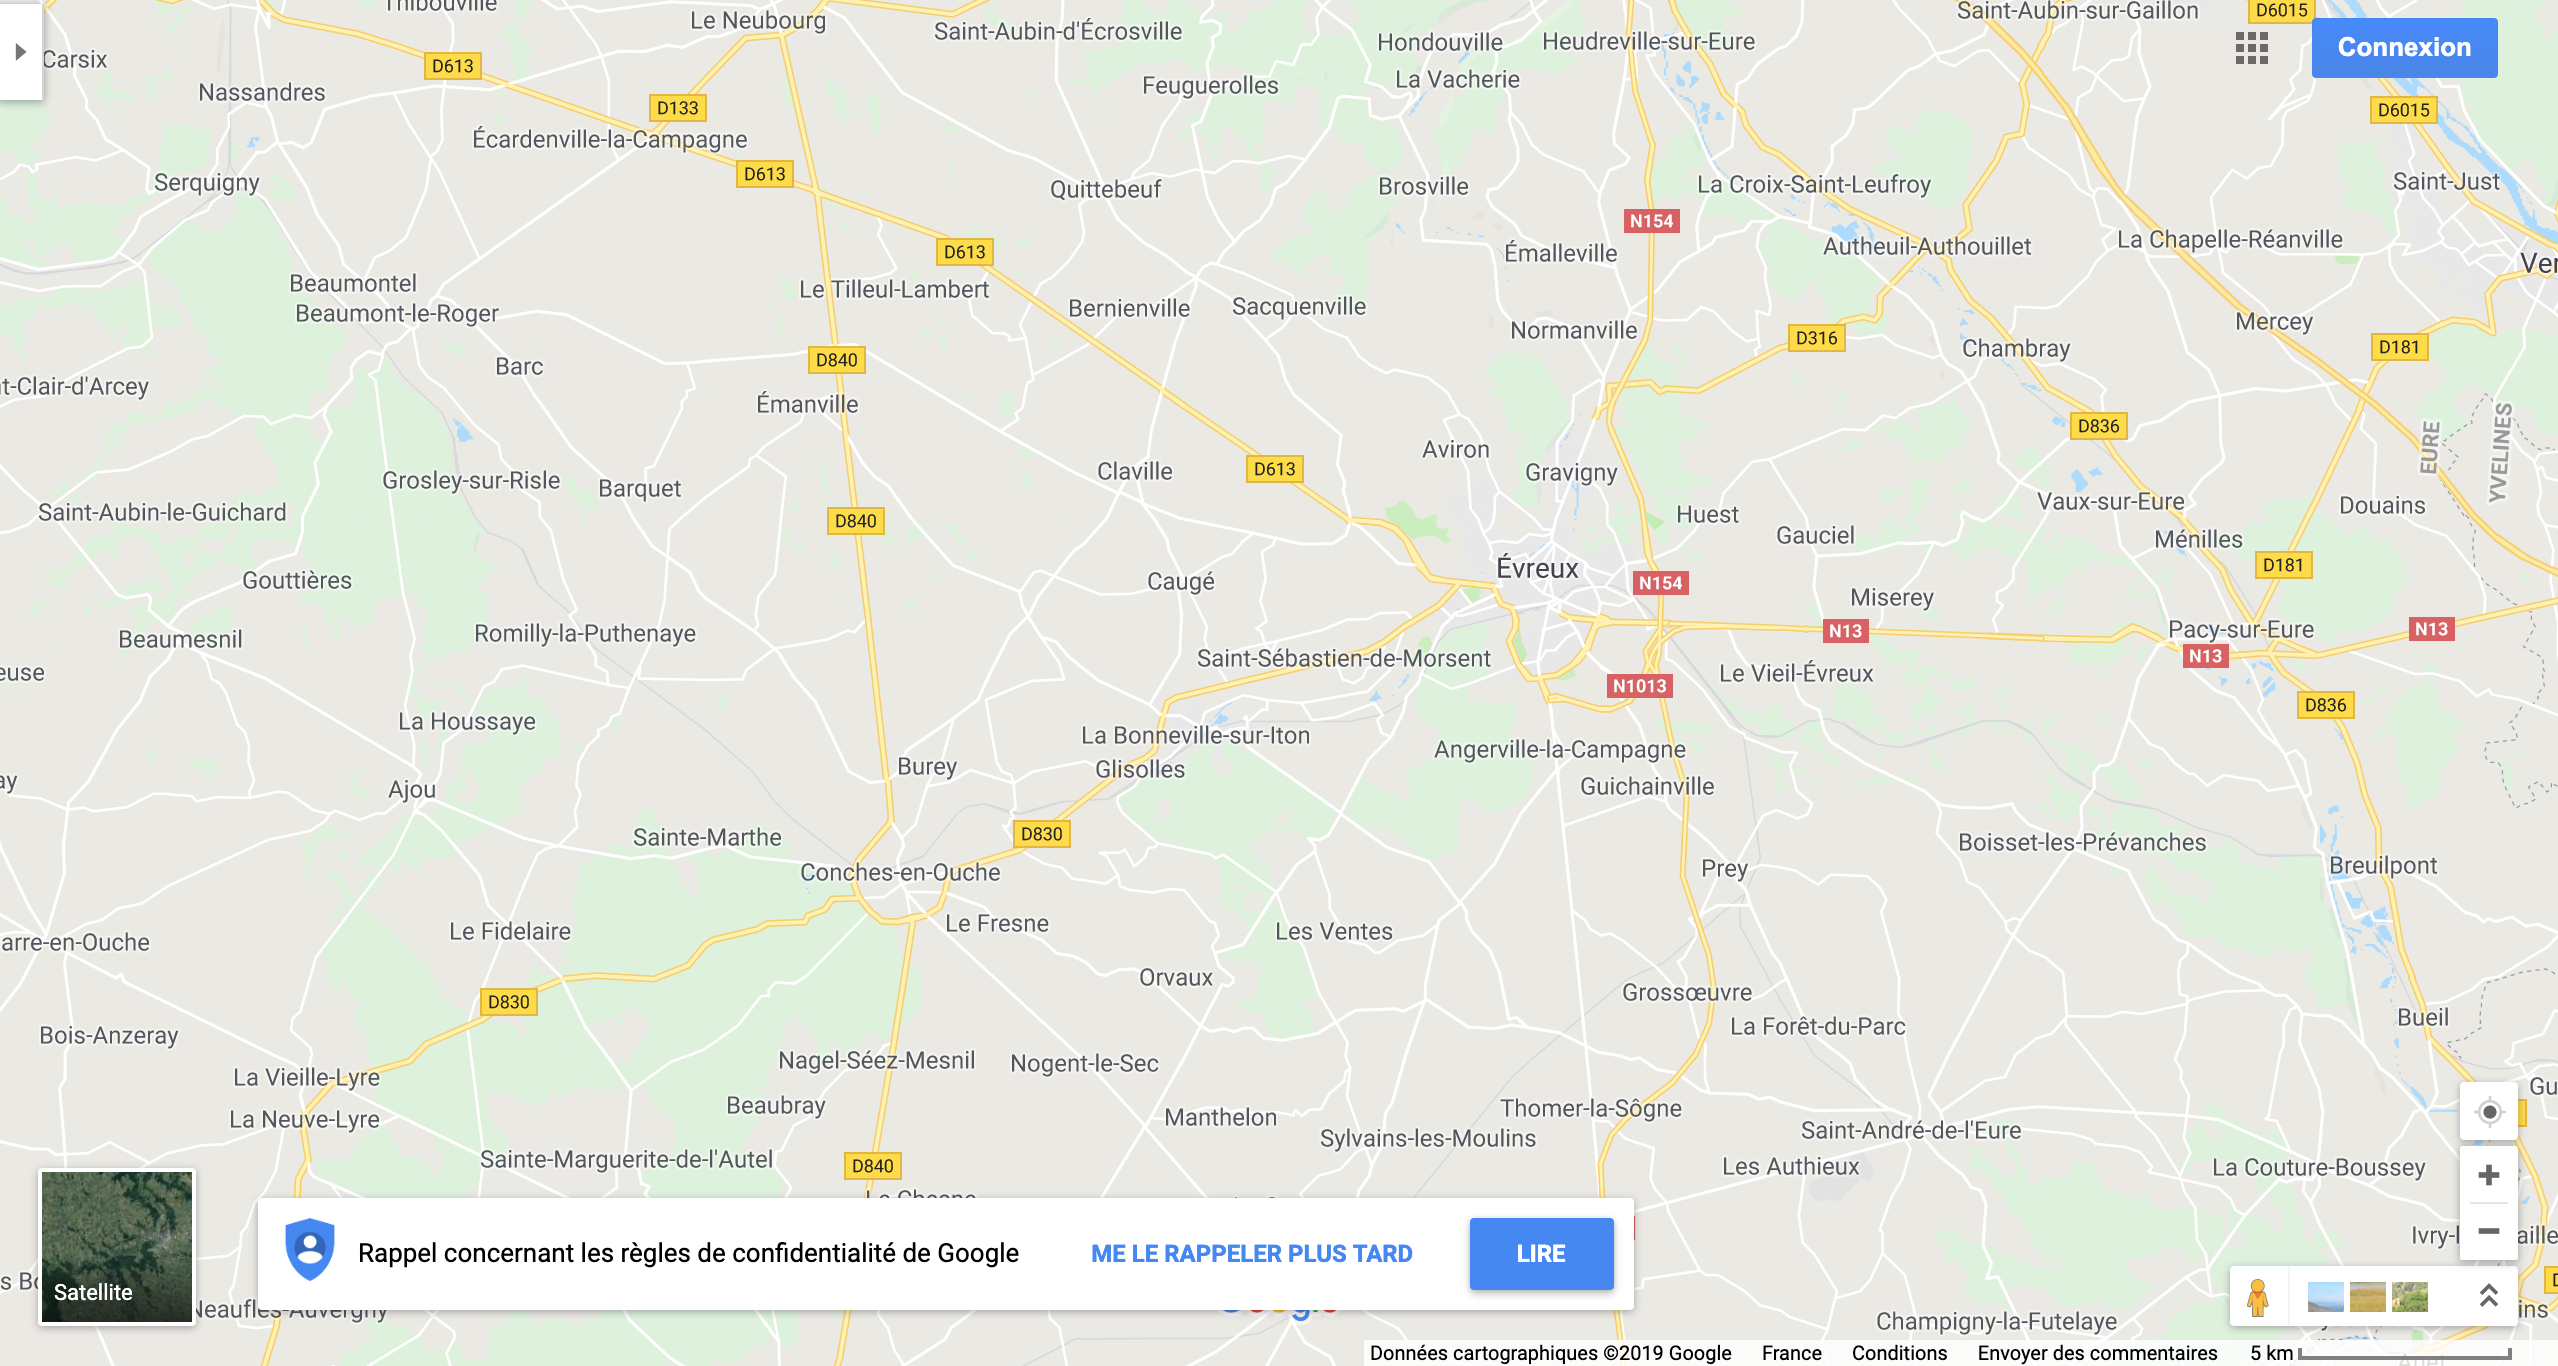 Thibouville
Le Neubourg
Saint-Aubin-d'Écrosville
Hondouville
Heudreville-sur-Eure
Saint-Aubin-sur-Gaillon
D6015
Connexion
Carsix
D613
La Vacherie
Feuguerolles
Nassandres
D133
D6015
Écardenville-la-Campagne
D613
Serquigny
Quittebeuf
Brosville
La Croix-Saint-Leufroy
Saint-Just
N154
D613
Émalleville
Autheuil-Authouillet
La Chapelle-Réanville
Ver
Beaumontel
Le Tilleul-Lambert
Beaumont-le-Roger
Bernienville
Sacquenville
Normanville
D316
Mercey
Chambray
D181
Barc
D840
t-Clair-d'Arcey
Émanville
D836
EURE
YVELINES
Aviron
Claville
D613
Gravigny
Grosley-sur-Risle
Barquet
Vaux-sur-Eure
Douains
Saint-Aubin-le-Guichard
D840
Huest
Gauciel
Ménilles
Évreux
D181
Gouttières
Caugé
N154
Miserey
Beaumesnil
Romilly-la-Puthenaye
N13
Pacy-sur-Eure
N13
N13
euse
Saint-Sébastien-de-Morsent
Le Vieil-Évreux
N1013
D836
La Houssaye
La Bonneville-sur-Iton
Angerville-la-Campagne
ay
Ajou
Burey
Glisolles
Guichainville
Sainte-Marthe
D830
Boisset-les-Prévanches
Conches-en-Ouche
Prey
Breuilpont
arre-en-Ouche
Le Fidelaire
Le Fresne
Les Ventes
Orvaux
D830
Grossœuvre
La Forêt-du-Parc
Bueil
Bois-Anzeray
Nagel-Séez-Mesnil
Nogent-le-Sec
La Vieille-Lyre
La Neuve-Lyre
Beaubray
Manthelon
Thomer-la-Sôgne
Gu
Sylvains-les-Moulins
Saint-André-de-l'Eure
Sainte-Marguerite-de-l'Autel
D840
Les Authieux
La Couture-Boussey
Le Chesne
Ivry-l
aille
Rappel concernant les règles de confidentialité de Google
ME LE RAPPELER PLUS TARD
LIRE
s Bo
Satellite
Neaufles-Auvergny
Google
Champigny-la-Futelaye
ins
Données cartographiques ©2019 Google
France
Conditions
Envoyer des commentaires
5 km